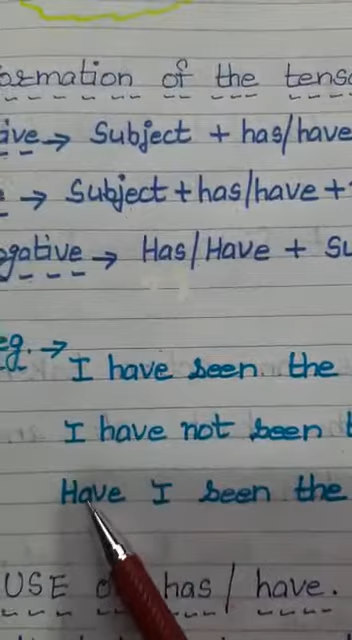 ormation of the tens
ive → Subject + has/have
→ Subject + has/have +
gative → Has/Have + Su
eg. → I have seen the
I have not seen t
Have I seen the
USE of has / have.